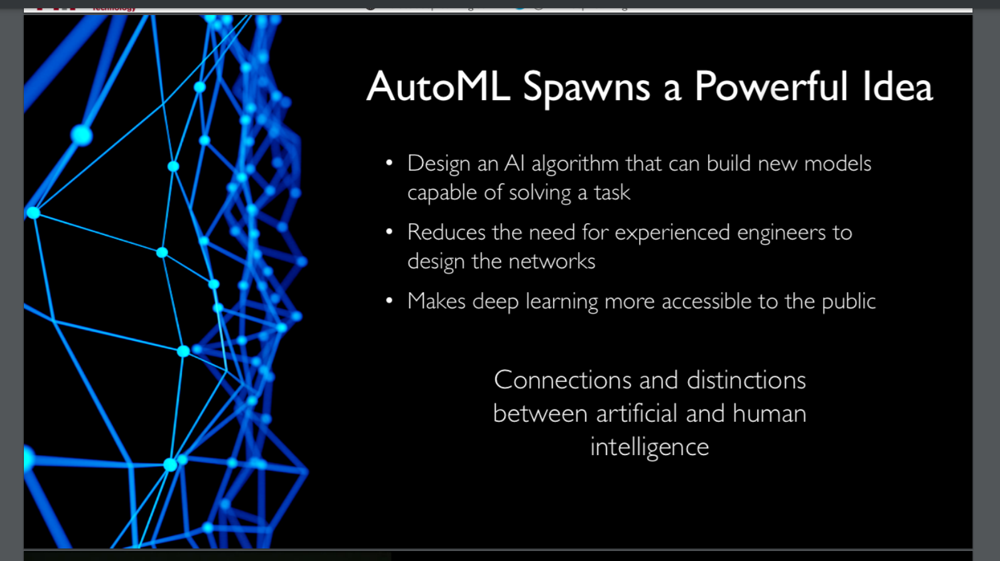 Technology
AutoML Spawns a Powerful Idea
• Design an AI algorithm that can build new models
capable of solving a task
• Reduces the need for experienced engineers to
design the networks
• Makes deep learning more accessible to the public
Connections and distinctions
between artificial and human
intelligence